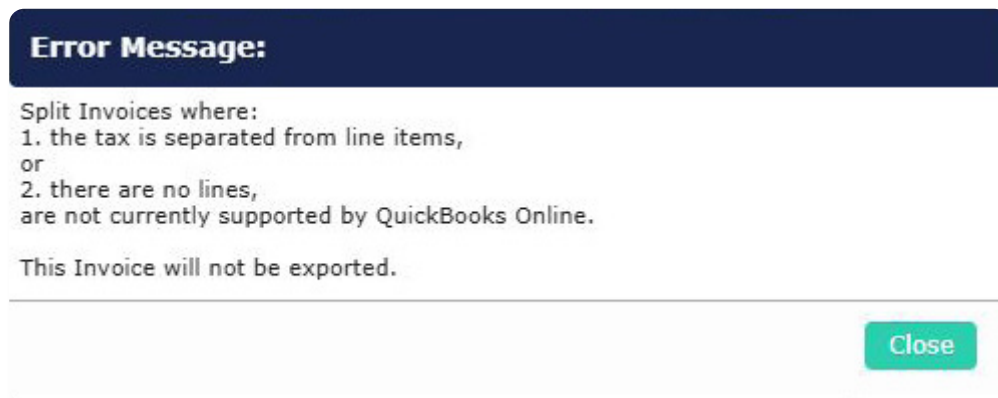 Error Message:
Split Invoices where:
1. the tax is separated from line items,
or
2. there are no lines,
are not currently supported by QuickBooks Online.
This Invoice will not be exported.
Close